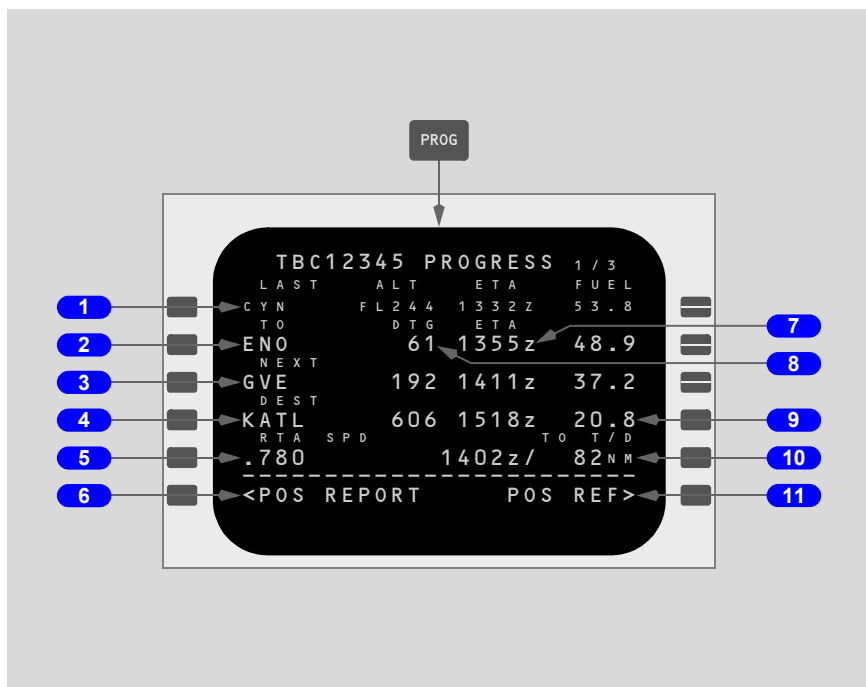 PROG
TBC12345 PROGRESS 1/3
LAST ALT ETA FUEL
1 CYN FL244 1332Z 53.8
TO DTG ETA
7
2 ENO 61 1355z 48.9
8
NEXT
3 GVE 192 1411z 37.2
DEST
4 KATL 606 1518z 20.8 9
RTA SPD TO T/D
5 .780 1402z/ 82NM 10
--------------------
6 <POS REPORT POS REF> 11